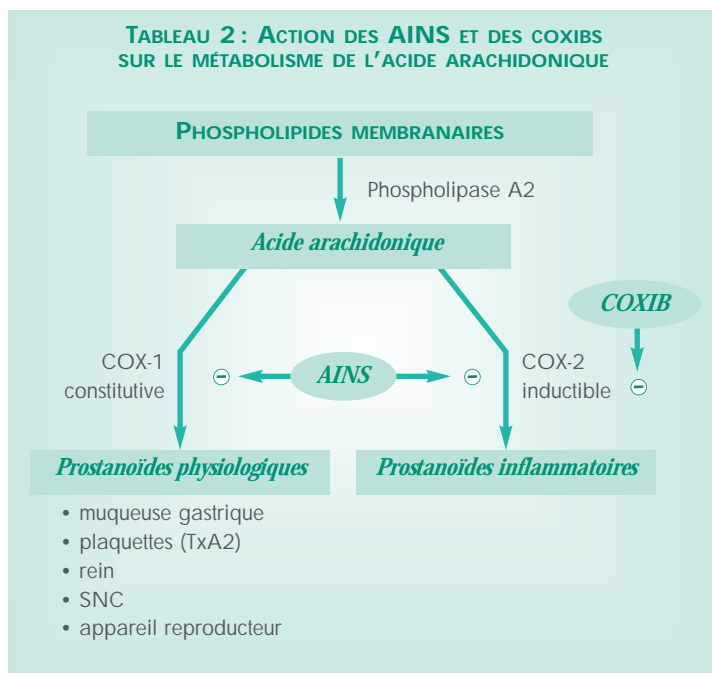 TABLEAU 2 : ACTION DES AINS ET DES COXIBS
SUR LE MÉTABOLISME DE L'ACIDE ARACHIDONIQUE
PHOSPHOLIPIDES MEMBRANAIRES
Phospholipase A2
Acide arachidonique
COXIB
COX-1
constitutive
−
AINS
−
COX-2
inductible
−
Prostanoïdes physiologiques
Prostanoïdes inflammatoires
• muqueuse gastrique
• plaquettes (TxA2)
• rein
• SNC
• appareil reproducteur